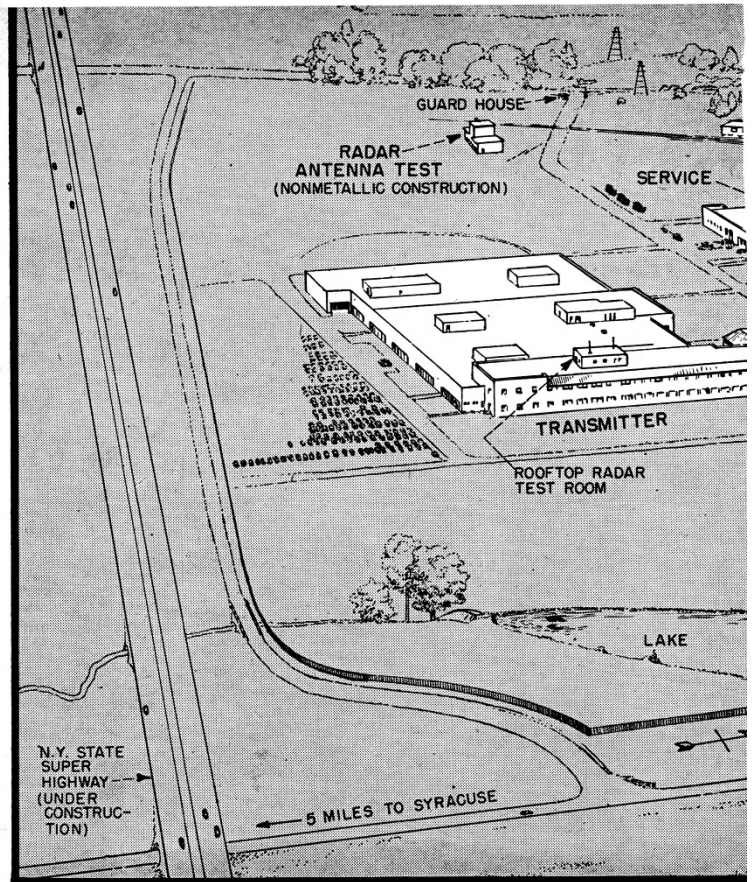 GUARD HOUSE
RADAR
ANTENNA TEST
(NONMETALLIC CONSTRUCTION)
SERVICE
TRANSMITTER
ROOFTOP RADAR
TEST ROOM
LAKE
N.Y. STATE
SUPER
HIGHWAY
(UNDER
CONSTRUC-
TION)
5 MILES TO SYRACUSE